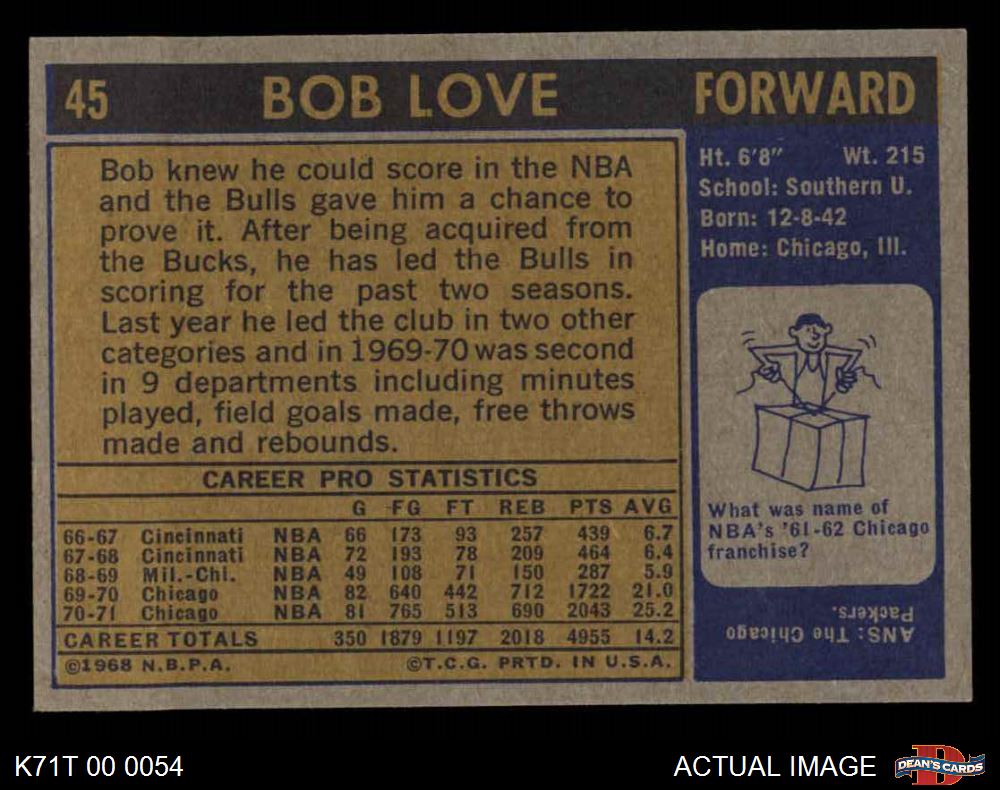 45 BOB LOVE FORWARD
Bob knew he could score in the NBA
and the Bulls gave him a chance to
prove it. After being acquired from
the Bucks, he has led the Bulls in
scoring for the past two seasons.
Last year he led the club in two other
categories and in 1969-70 was second
in 9 departments including minutes
played, field goals made, free throws
made and rebounds.
CAREER PRO STATISTICS
G FG FT REB PTS AVG
66-67 Cincinnati NBA 66 173 93 257 439 6.7
67-68 Cincinnati NBA 72 193 78 209 464 6.4
68-69 Mil.-Chi. NBA 49 108 71 150 287 5.9
69-70 Chicago NBA 82 640 442 712 1722 21.0
70-71 Chicago NBA 81 765 513 690 2043 25.2
CAREER TOTALS 350 1879 1197 2018 4955 14.2
©1968 N.B.P.A. ©T.C.G. PRTD. IN U.S.A.
Ht. 6'8" Wt. 215
School: Southern U.
Born: 12-8-42
Home: Chicago, Ill.
What was name of
NBA's '61-62 Chicago
franchise?
ANS: The Chicago
Packers.
K71T 00 0054
ACTUAL IMAGE
DEAN'S CARDS